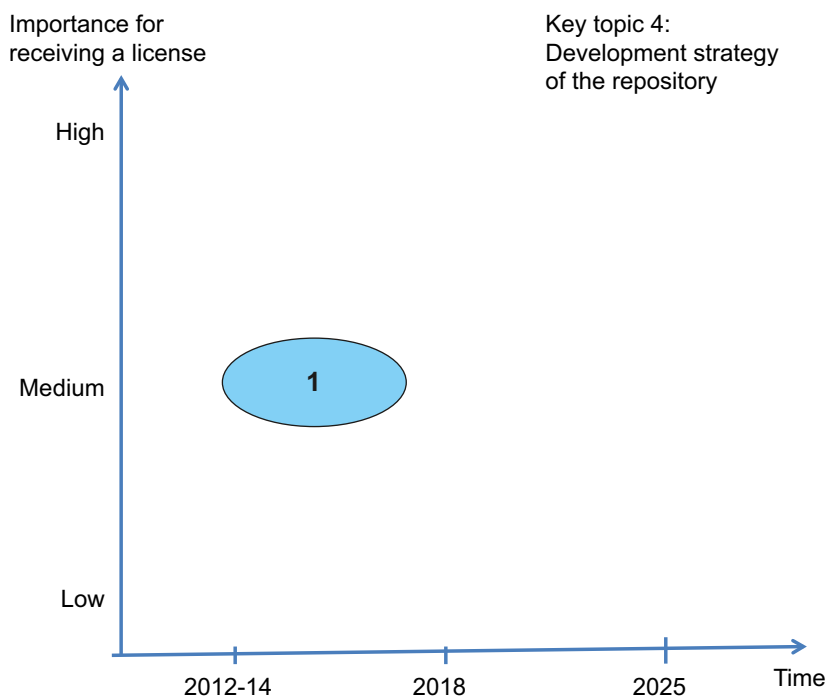 Importance for
receiving a license
Key topic 4:
Development strategy
of the repository
High
Medium
1
Low
2012-14
2018
2025
Time